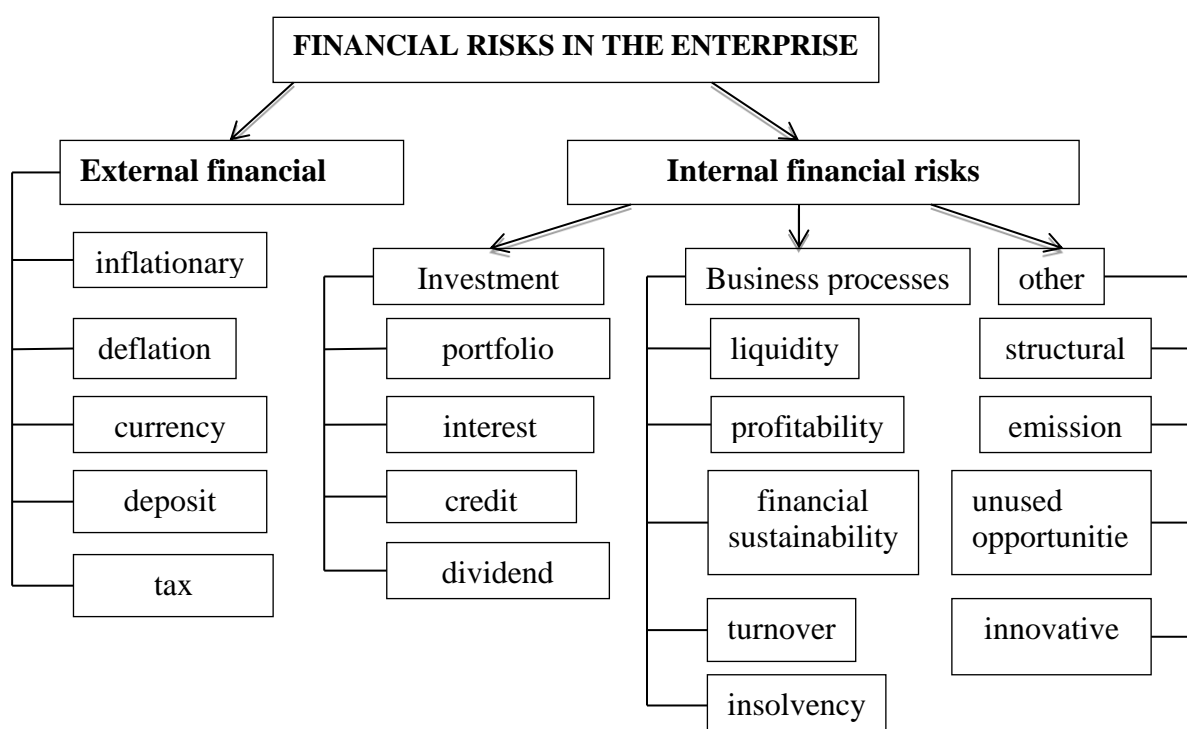 FINANCIAL RISKS IN THE ENTERPRISE
External financial
Internal financial risks
inflationary
deflation
currency
deposit
tax
Investment
portfolio
interest
credit
dividend
Business processes
liquidity
profitability
financial
sustainability
turnover
insolvency
other
structural
emission
unused
opportunitie
innovative